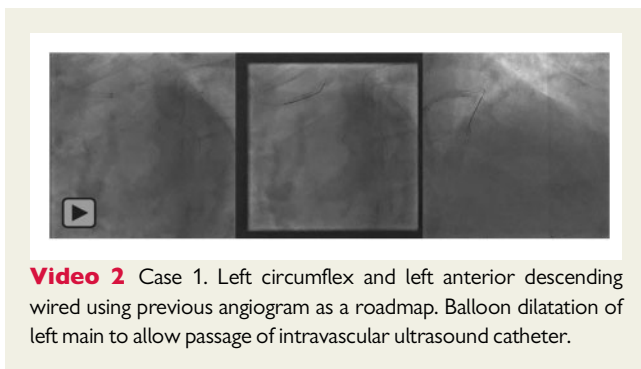 Video 2 Case 1. Left circumflex and left anterior descending
wired using previous angiogram as a roadmap. Balloon dilatation of
left main to allow passage of intravascular ultrasound catheter.